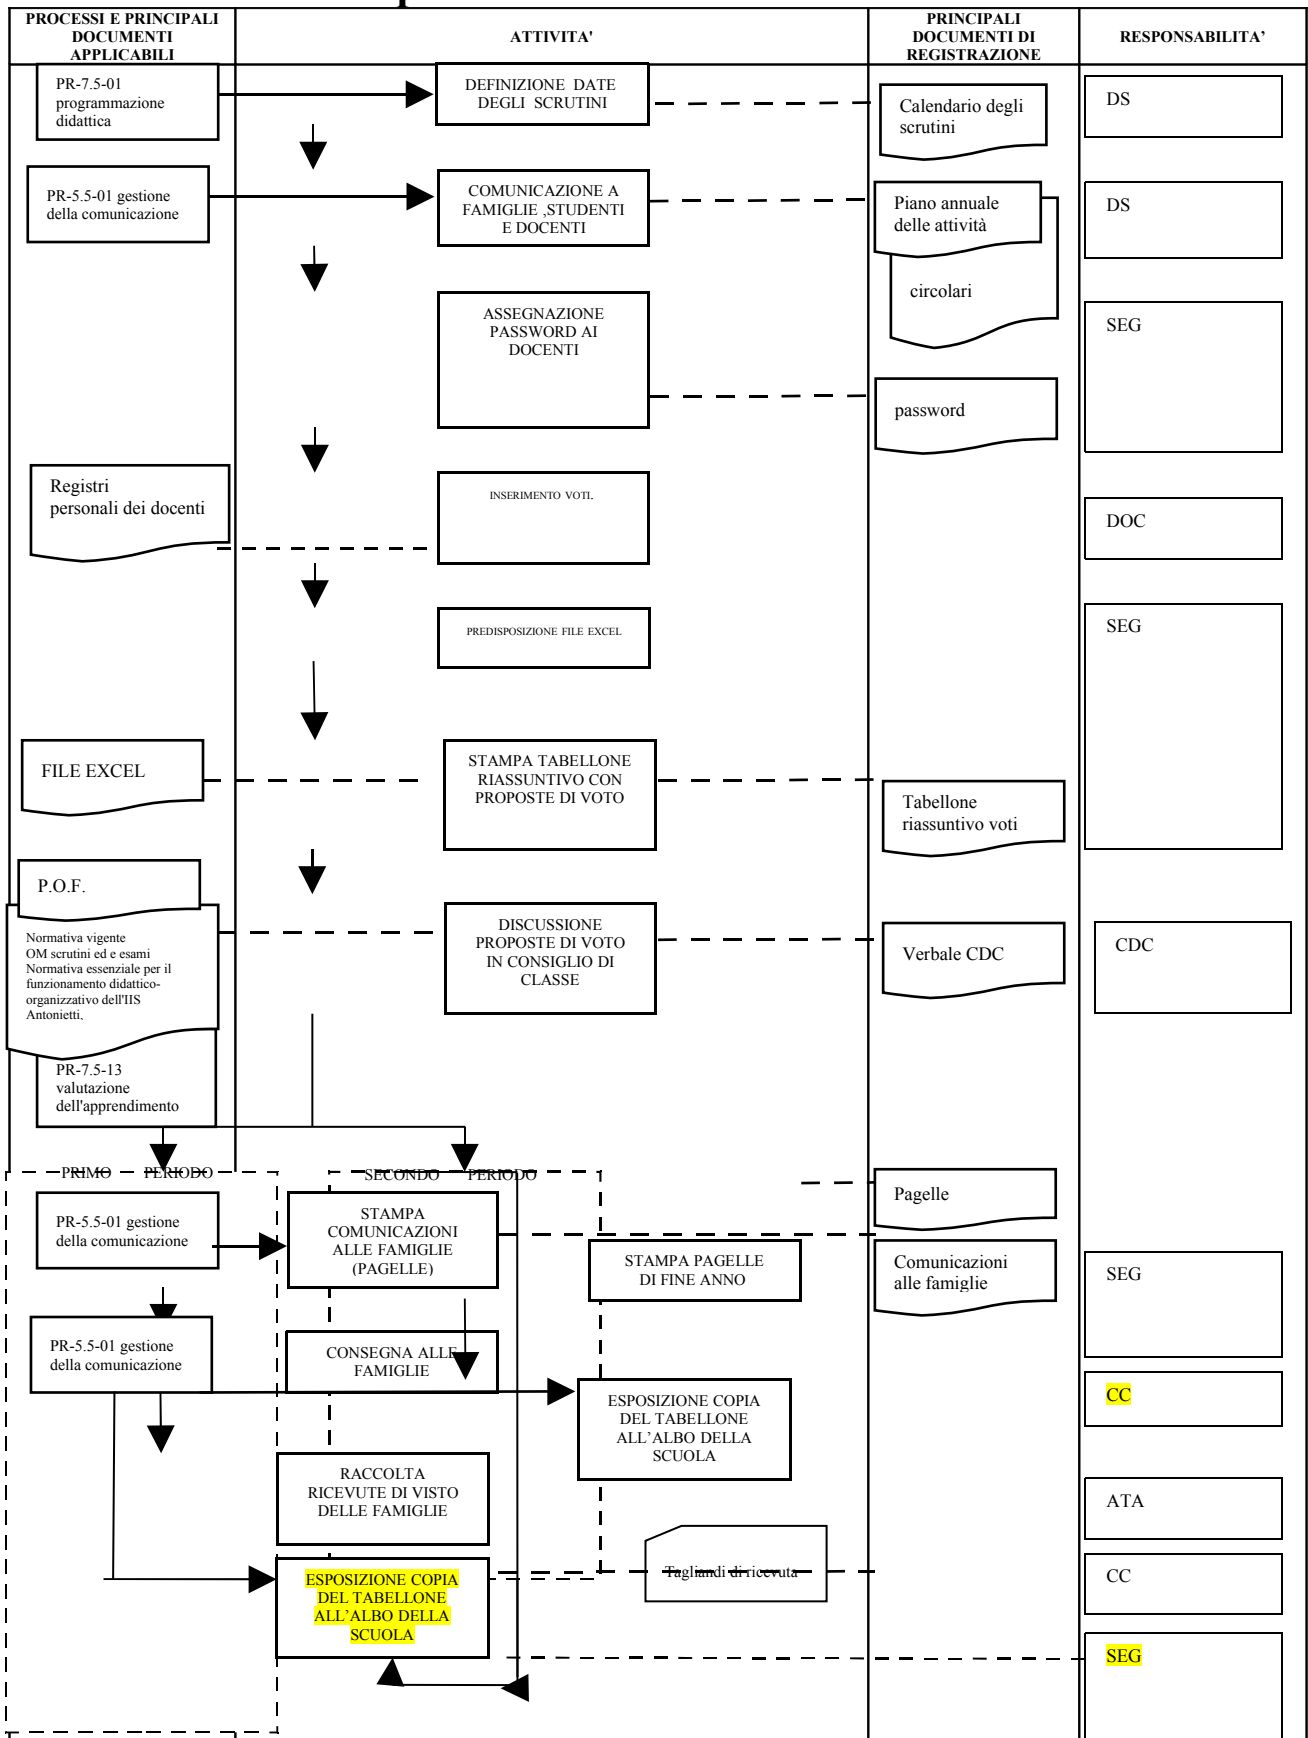 PROCESSI E PRINCIPALI
DOCUMENTI
APPLICABILI
ATTIVITA'
PRINCIPALI
DOCUMENTI DI
REGISTRAZIONE
RESPONSABILITA’
PR-7.5-01
programmazione
didattica
DEFINIZIONE DATE
DEGLI SCRUTINI
Calendario degli
scrutini
DS
PR-5.5-01 gestione
della comunicazione
COMUNICAZIONE A
FAMIGLIE ,STUDENTI
E DOCENTI
Piano annuale
delle attività
circolari
DS
ASSEGNAZIONE
PASSWORD AI
DOCENTI
password
SEG
Registri
personali dei docenti
INSERIMENTO VOTI.
DOC
PREDISPOSIZIONE FILE EXCEL
SEG
FILE EXCEL
STAMPA TABELLONE
RIASSUNTIVO CON
PROPOSTE DI VOTO
Tabellone
riassuntivo voti
P.O.F.
Normativa vigente
OM scrutini ed e esami
Normativa essenziale per il
funzionamento didattico-
organizzativo dell'IIS
Antonietti.
DISCUSSIONE
PROPOSTE DI VOTO
IN CONSIGLIO DI
CLASSE
Verbale CDC
CDC
PR-7.5-13
valutazione
dell'apprendimento
PRIMO PERIODO
SECONDO PERIODO
PR-5.5-01 gestione
della comunicazione
STAMPA
COMUNICAZIONI
ALLE FAMIGLIE
(PAGELLE)
STAMPA PAGELLE
DI FINE ANNO
Pagelle
Comunicazioni
alle famiglie
SEG
PR-5.5-01 gestione
della comunicazione
CONSEGNA ALLE
FAMIGLIE
ESPOSIZIONE COPIA
DEL TABELLONE
ALL’ALBO DELLA
SCUOLA
CC
RACCOLTA
RICEVUTE DI VISTO
DELLE FAMIGLIE
ATA
Tagliandi di ricevuta
CC
ESPOSIZIONE COPIA
DEL TABELLONE
ALL’ALBO DELLA
SCUOLA
SEG